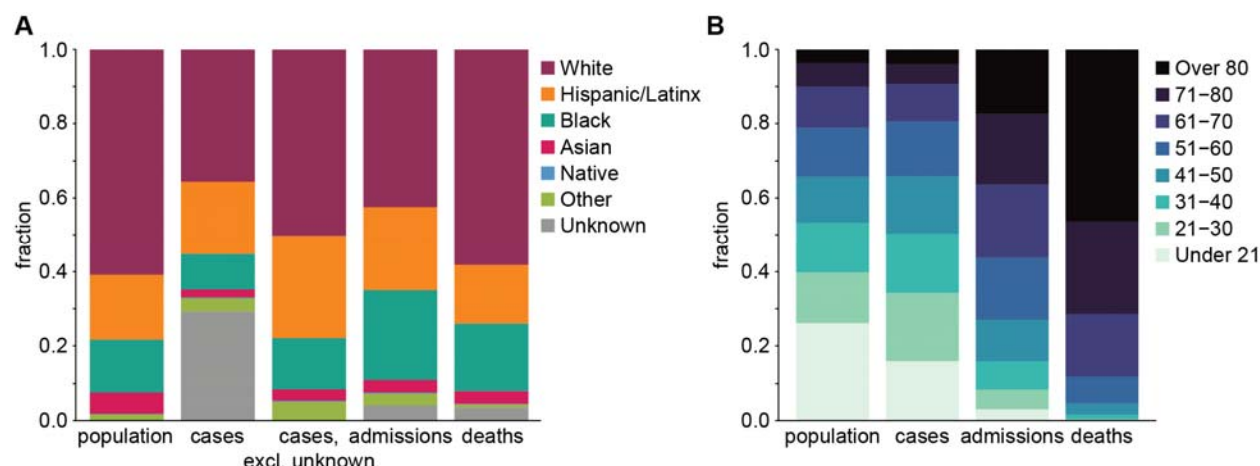 A
fraction
1.0
0.8
0.6
0.4
0.2
0.0
population
cases
cases,
excl. unknown
admissions
deaths
White
Hispanic/Latinx
Black
Asian
Native
Other
Unknown
B
fraction
1.0
0.8
0.6
0.4
0.2
0.0
population
cases
admissions
deaths
Over 80
71−80
61−70
51−60
41−50
31−40
21−30
Under 21